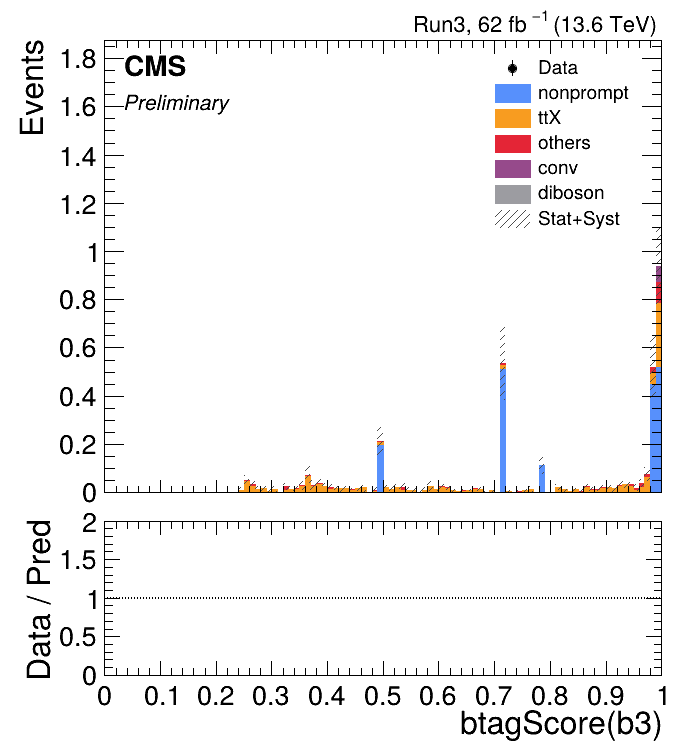 Run3, 62 fb⁻¹ (13.6 TeV)
CMS
Preliminary
Events
1.8
1.6
1.4
1.2
1
0.8
0.6
0.4
0.2
0
Data
nonprompt
ttX
others
conv
diboson
Stat+Syst
Data / Pred
2
1.5
1
0.5
0
0 0.1 0.2 0.3 0.4 0.5 0.6 0.7 0.8 0.9 1
btagScore(b3)